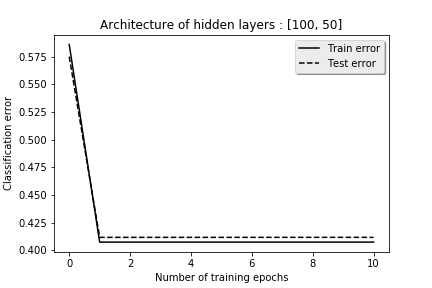 Architecture of hidden layers : [100, 50]
Train error
Test error
Classification error
0.575
0.550
0.525
0.500
0.475
0.450
0.425
0.400
0 2 4 6 8 10
Number of training epochs